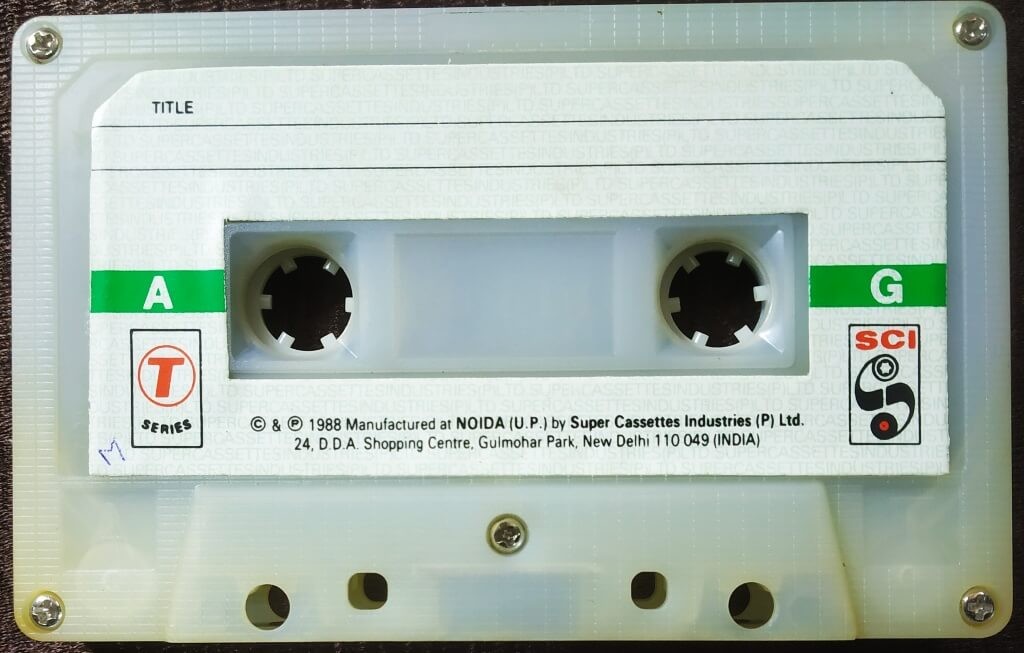 TITLE
A
G
T
SERIES
SCI
© & ℗ 1988 Manufactured at NOIDA (U.P.) by Super Cassettes Industries (P) Ltd.
24, D.D.A. Shopping Centre, Gulmohar Park, New Delhi 110 049 (INDIA)
M